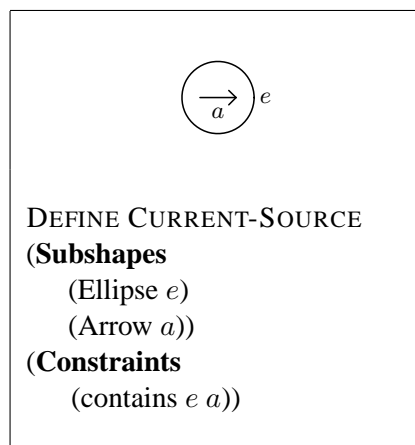 e
a
DEFINE CURRENT-SOURCE
(Subshapes
(Ellipse e)
(Arrow a))
(Constraints
(contains e a))